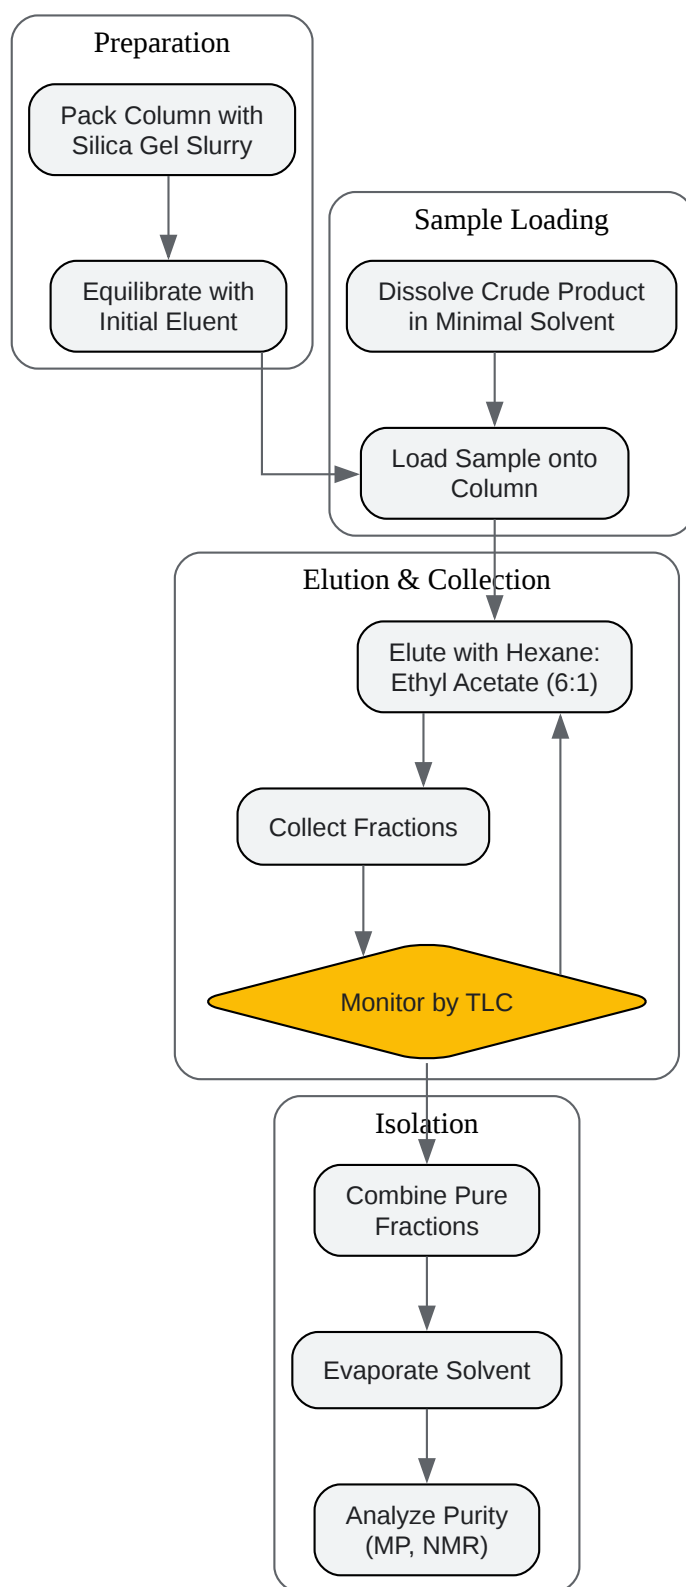 Preparation
Pack Column with
Silica Gel Slurry
Equilibrate with
Initial Eluent
Sample Loading
Dissolve Crude Product
in Minimal Solvent
Load Sample onto
Column
Elution & Collection
Elute with Hexane:
Ethyl Acetate (6:1)
Collect Fractions
Monitor by TLC
Isolation
Combine Pure
Fractions
Evaporate Solvent
Analyze Purity
(MP, NMR)